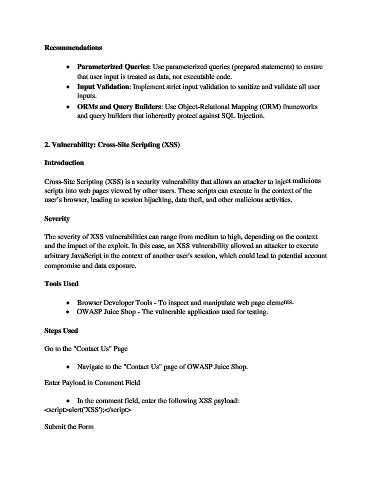 Recommendations
• Parameterized Queries: Use parameterized queries (prepared statements) to ensure
that user input is treated as data, not executable code.
• Input Validation: Implement strict input validation to sanitize and validate all user
inputs.
• ORMs and Query Builders: Use Object-Relational Mapping (ORM) frameworks
and query builders that inherently protect against SQL Injection.
2. Vulnerability: Cross-Site Scripting (XSS)
Introduction
Cross-Site Scripting (XSS) is a security vulnerability that allows an attacker to inject malicious
scripts into web pages viewed by other users. These scripts can execute in the context of the
user's browser, leading to session hijacking, data theft, and other malicious activities.
Severity
The severity of XSS vulnerabilities can range from medium to high, depending on the context
and the impact of the exploit. In this case, an XSS vulnerability allowed an attacker to execute
arbitrary JavaScript in the context of another user's session, which could lead to potential account
compromise and data exposure.
Tools Used
• Browser Developer Tools - To inspect and manipulate web page elements.
• OWASP Juice Shop - The vulnerable application used for testing.
Steps Used
Go to the "Contact Us" Page
• Navigate to the "Contact Us" page of OWASP Juice Shop.
Enter Payload in Comment Field
• In the comment field, enter the following XSS payload:
<script>alert('XSS');</script>
Submit the Form